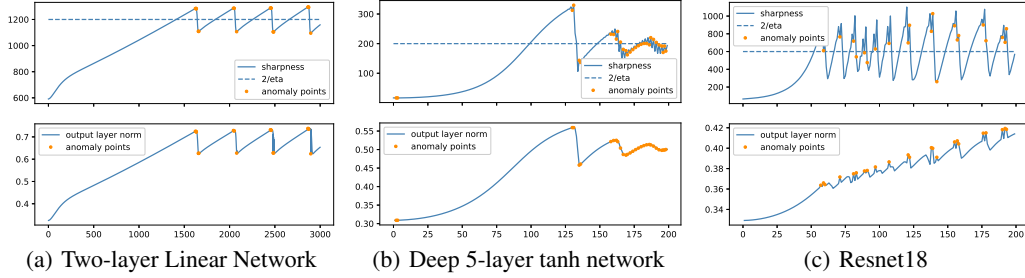 1200
1000
800
600
sharpness
2/eta
anomaly points
0.7
0.6
0.5
0.4
output layer norm
anomaly points
0
500
1000
1500
2000
2500
3000
(a) Two-layer Linear Network
300
200
100
sharpness
2/eta
anomaly points
0.55
0.50
0.45
0.40
0.35
0.30
output layer norm
anomaly points
0
25
50
75
100
125
150
175
200
(b) Deep 5-layer tanh network
1000
800
600
400
200
sharpness
2/eta
anomaly points
0.42
0.40
0.38
0.36
0.34
output layer norm
anomaly points
0
25
50
75
100
125
150
175
200
(c) Resnet18